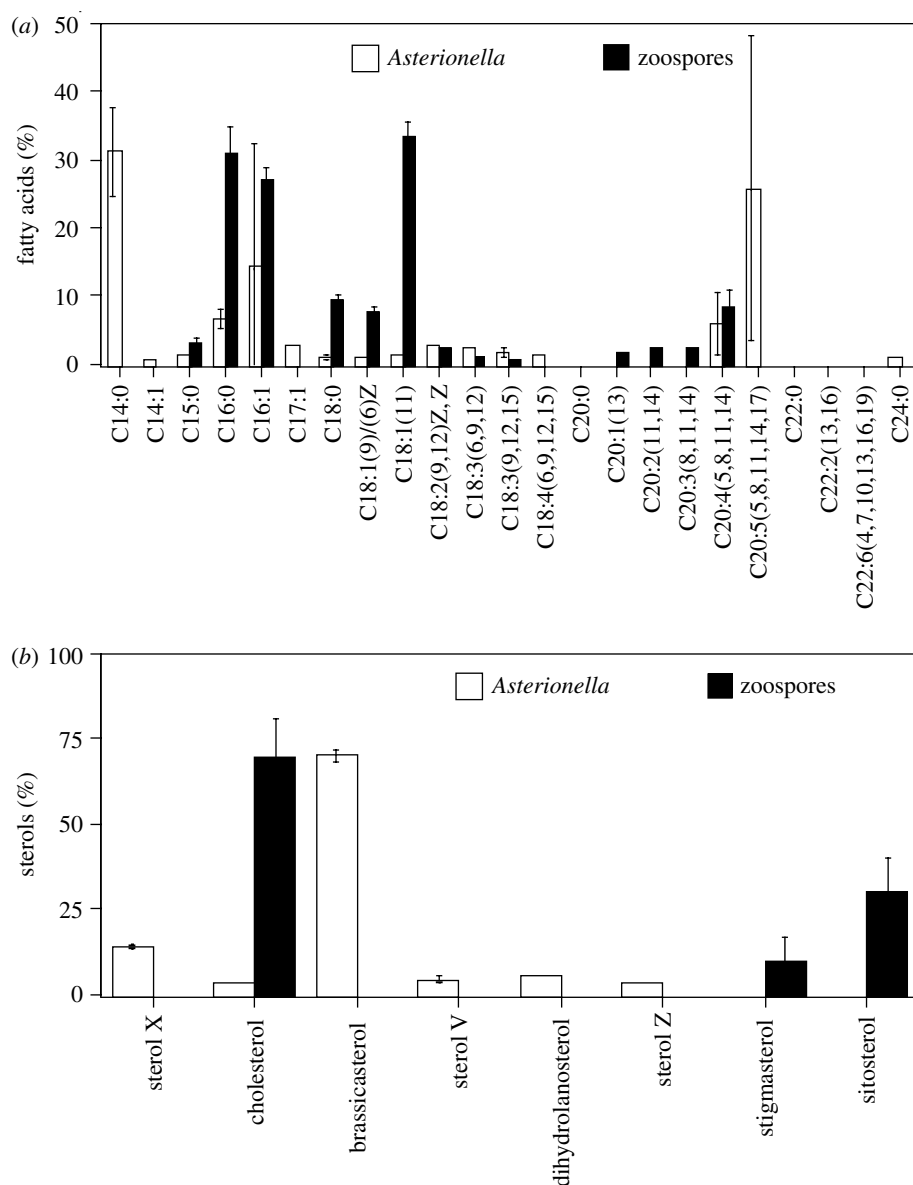 (a)
50
40
30
20
10
0
fatty acids (%)
Asterionella
zoospores
C14:0
C14:1
C15:0
C16:0
C16:1
C17:1
C18:0
C18:1(9)/(6)Z
C18:1(11)
C18:2(9,12)Z,Z
C18:3(6,9,12)
C18:3(9,12,15)
C18:4(6,9,12,15)
C20:0
C20:1(13)
C20:2(11,14)
C20:3(8,11,14)
C20:4(5,8,11,14)
C20:5(5,8,11,14,17)
C22:0
C22:2(13,16)
C22:6(4,7,10,13,16,19)
C24:0
(b)
100
75
50
25
0
sterols (%)
Asterionella
zoospores
sterol X
cholesterol
brassicasterol
sterol V
dihydrolanosterol
sterol Z
stigmasterol
sitosterol